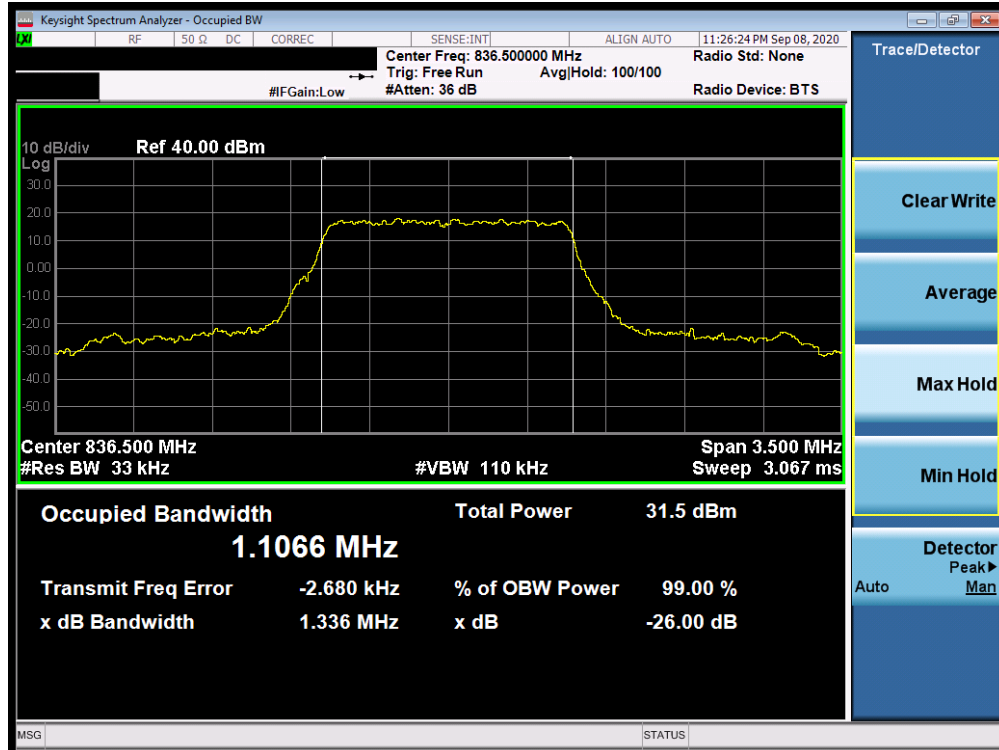 Keysight Spectrum Analyzer - Occupied BW
LXI RF 50 Ω DC CORREC SENSE:INT ALIGN AUTO 11:26:24 PM Sep 08, 2020
Center Freq: 836.500000 MHz Radio Std: None
Trig: Free Run Avg|Hold: 100/100
#IFGain:Low #Atten: 36 dB Radio Device: BTS
10 dB/div Ref 40.00 dBm
Log
30.0
20.0
10.0
0.00
-10.0
-20.0
-30.0
-40.0
-50.0
Center 836.500 MHz Span 3.500 MHz
#Res BW 33 kHz #VBW 110 kHz Sweep 3.067 ms
Occupied Bandwidth Total Power 31.5 dBm
1.1066 MHz
Transmit Freq Error -2.680 kHz % of OBW Power 99.00 %
x dB Bandwidth 1.336 MHz x dB -26.00 dB
MSG STATUS
Trace/Detector
Clear Write
Average
Max Hold
Min Hold
Detector
Peak▶
Auto Man